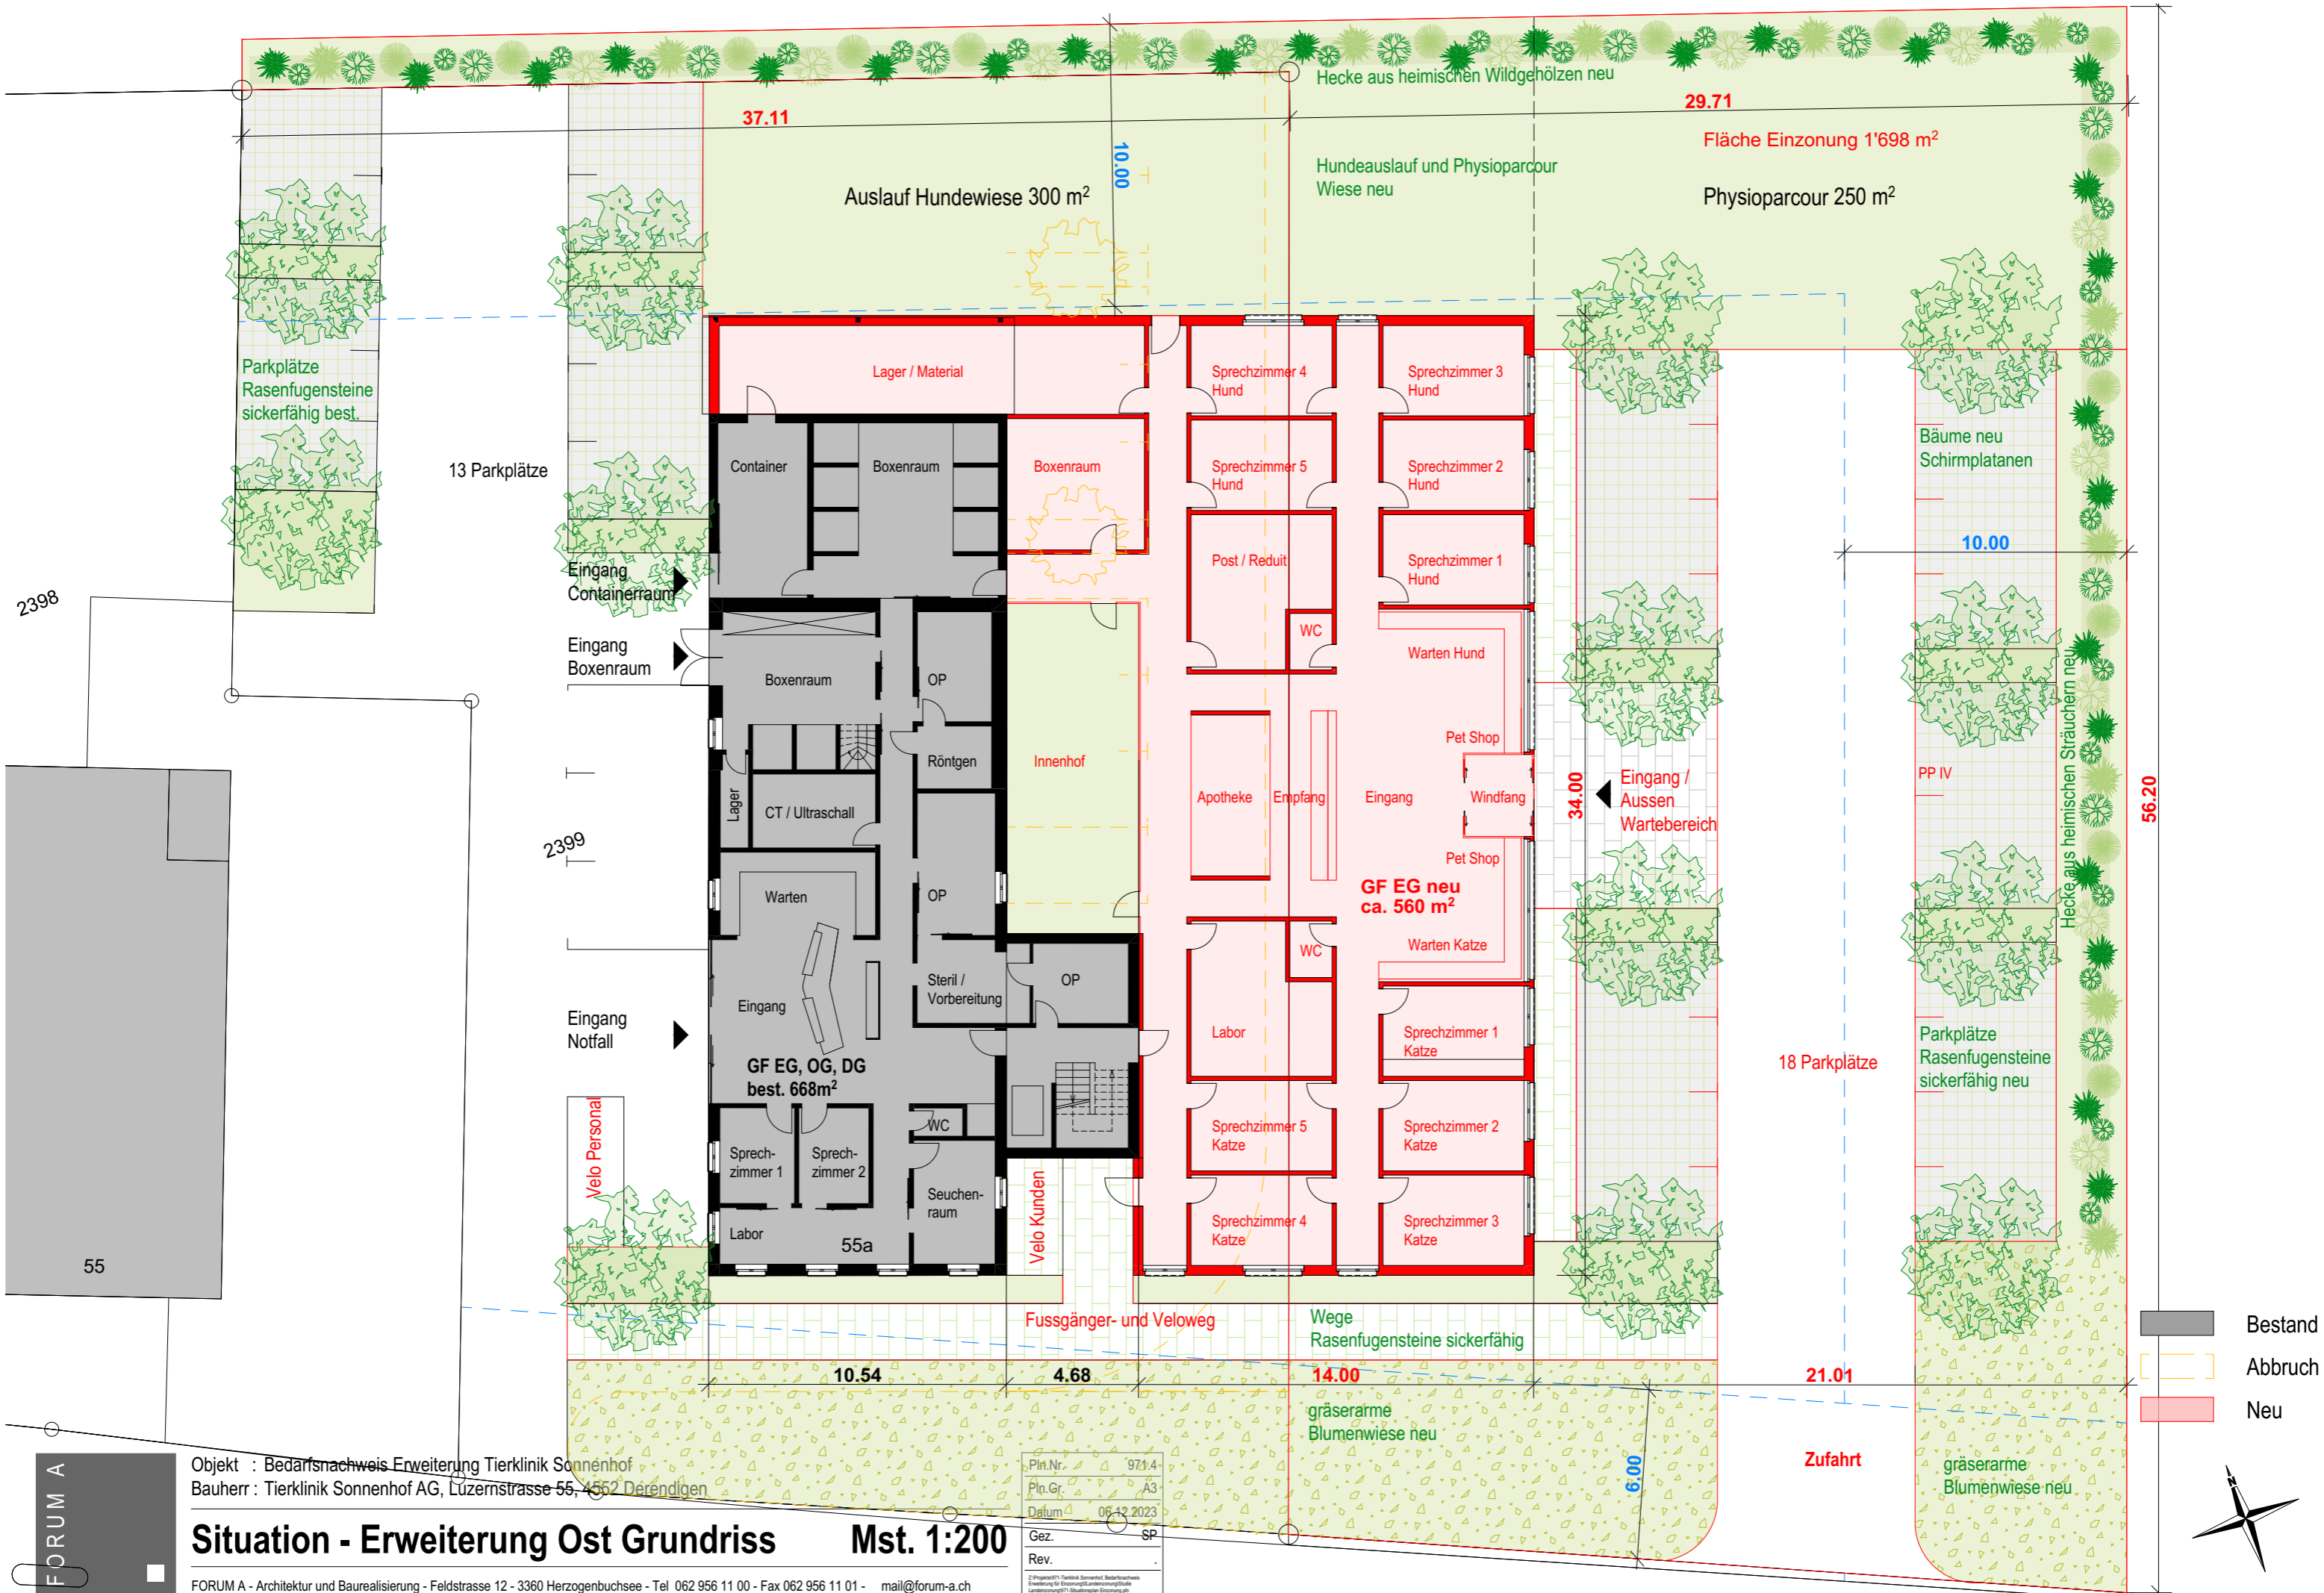 Hecke aus heimischen Wildgehölzen neu
37.11
29.71
Fläche Einzonung 1'698 m²
10.00
Hundeauslauf und Physioparcour
Wiese neu
Auslauf Hundewiese 300 m²
Physioparcour 250 m²
Parkplätze
Rasenfugensteine
sickerfähig best.
13 Parkplätze
Lager / Material
Sprechzimmer 4
Hund
Sprechzimmer 3
Hund
Container
Boxenraum
Boxenraum
Sprechzimmer 5
Hund
Sprechzimmer 2
Hund
Bäume neu
Schirmplatanen
10.00
Eingang
Containerraum
Post / Reduit
Sprechzimmer 1
Hund
2398
Eingang
Boxenraum
Boxenraum
OP
WC
Warten Hund
Hecke aus heimischen Sträuchern neu
Röntgen
Innenhof
Pet Shop
Lager
CT / Ultraschall
Apotheke
Empfang
Eingang
Windfang
34.00
Eingang /
Aussen
Wartebereich
PP IV
56.20
2399
Warten
OP
Pet Shop
GF EG neu
ca. 560 m²
Warten Katze
WC
Eingang
Steril /
Vorbereitung
OP
Eingang
Notfall
Labor
Sprechzimmer 1
Katze
18 Parkplätze
Parkplätze
Rasenfugensteine
sickerfähig neu
GF EG, OG, DG
best. 668m²
Velo Personal
WC
Sprech-
zimmer 1
Sprech-
zimmer 2
Sprechzimmer 5
Katze
Sprechzimmer 2
Katze
Seuchen-
raum
Velo Kunden
Labor
55a
Sprechzimmer 4
Katze
Sprechzimmer 3
Katze
55
Fussgänger- und Veloweg
Wege
Rasenfugensteine sickerfähig
10.54
4.68
14.00
21.01
gräserarme
Blumenwiese neu
6.00
Zufahrt
gräserarme
Blumenwiese neu
Bestand
Abbruch
Neu
N
FORUM A
Objekt : Bedarfsnachweis Erweiterung Tierklinik Sonnenhof
Bauherr : Tierklinik Sonnenhof AG, Luzernstrasse 55, 4552 Derendigen
Situation - Erweiterung Ost Grundriss Mst. 1:200
FORUM A - Architektur und Baurealisierung - Feldstrasse 12 - 3360 Herzogenbuchsee - Tel 062 956 11 00 - Fax 062 956 11 01 - mail@forum-a.ch
Pln.Nr. 971.4
Pln.Gr. A3
Datum 06.12.2023
Gez. SP
Rev. .